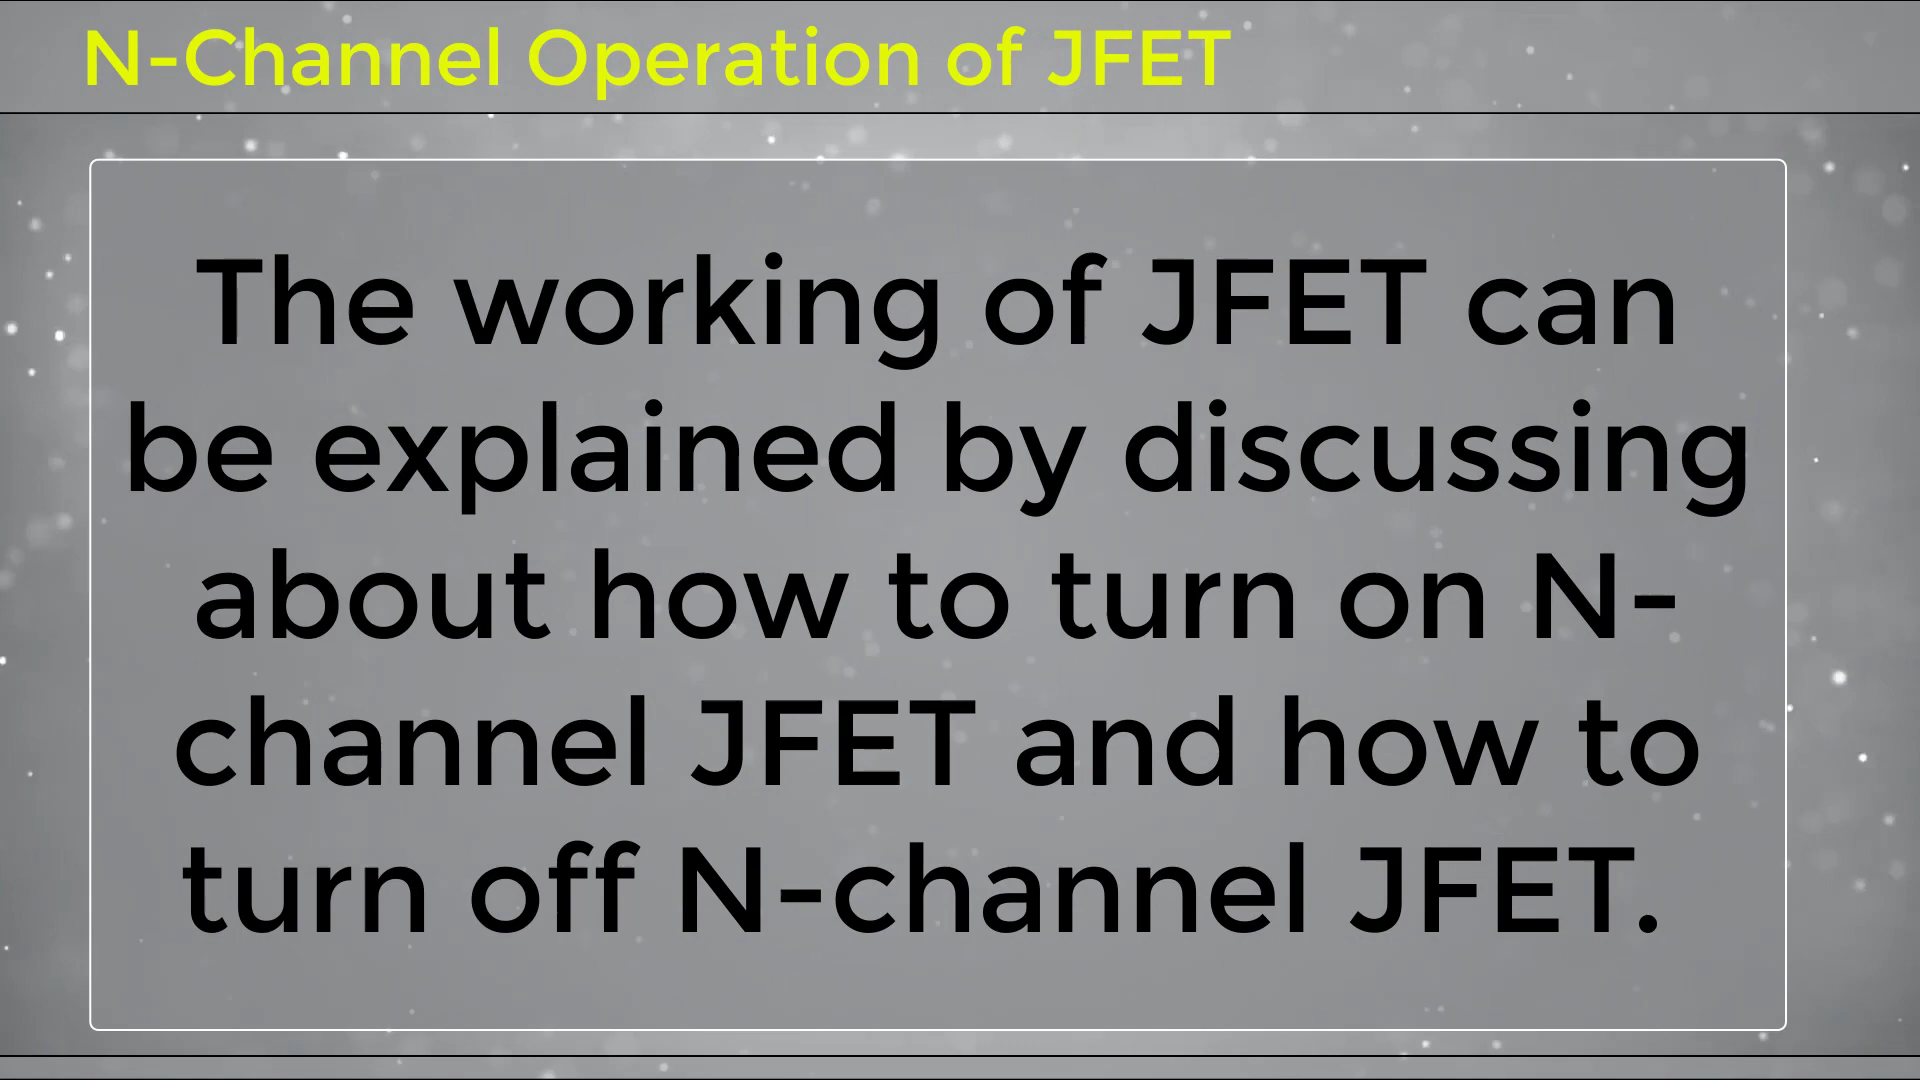 N-Channel Operation of JFET
The working of JFET can
be explained by discussing
about how to turn on N-
channel JFET and how to
turn off N-channel JFET.